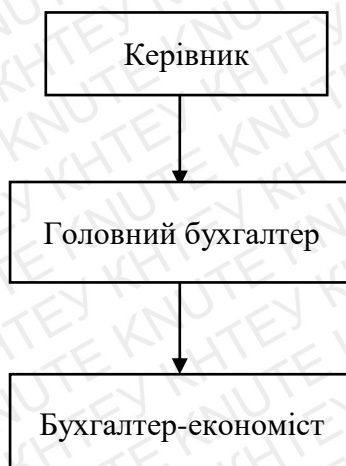 Керівник
Головний бухгалтер
Бухгалтер-економіст